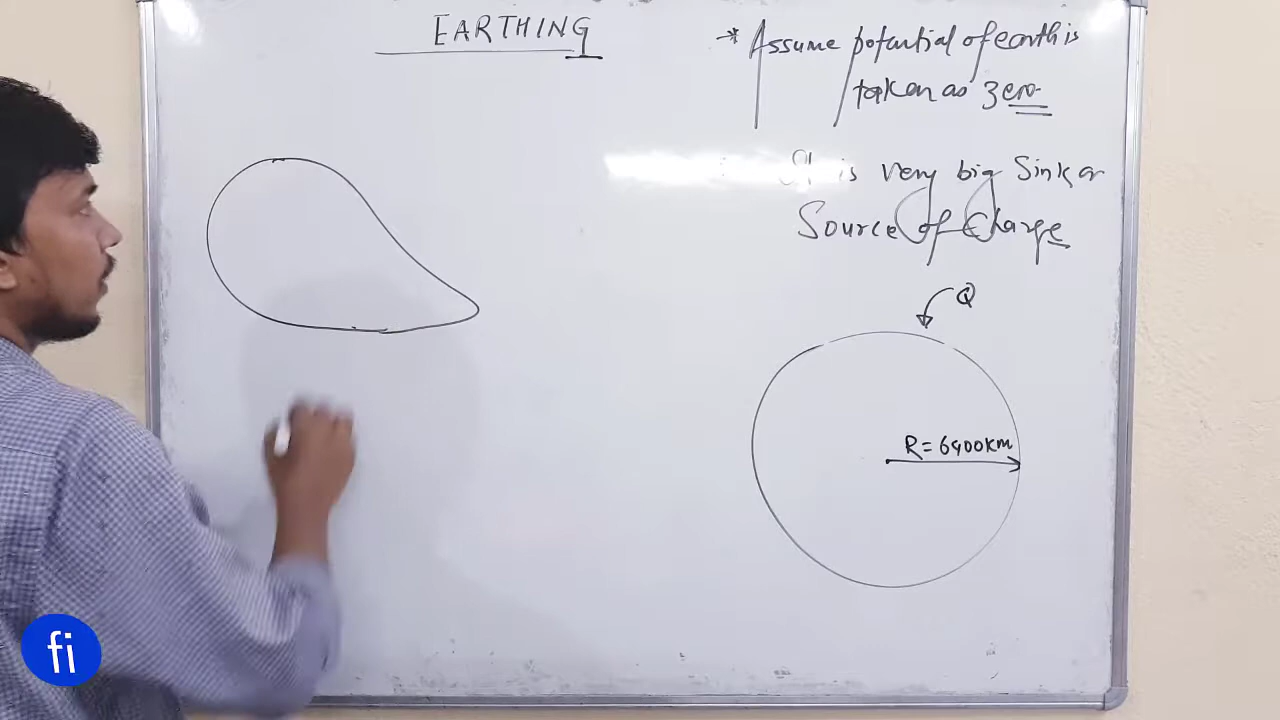 EARTHING
* Assume potential of earth is
taken as zero
It is very big Sink or
Source of Charge
Q
R = 6400km
fi